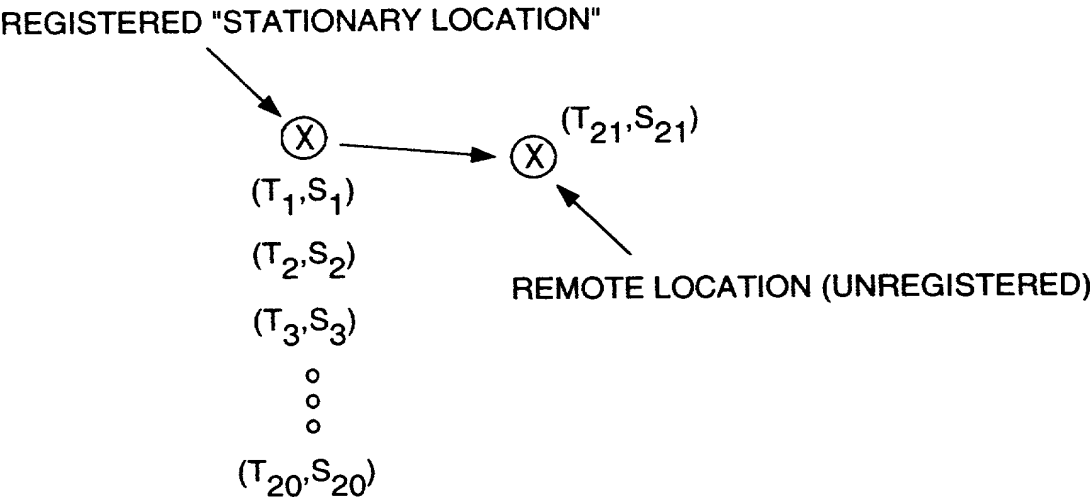 REGISTERED "STATIONARY LOCATION"
X
(T21,S21)
X
(T1,S1)
(T2,S2)
REMOTE LOCATION (UNREGISTERED)
(T3,S3)
(T20,S20)